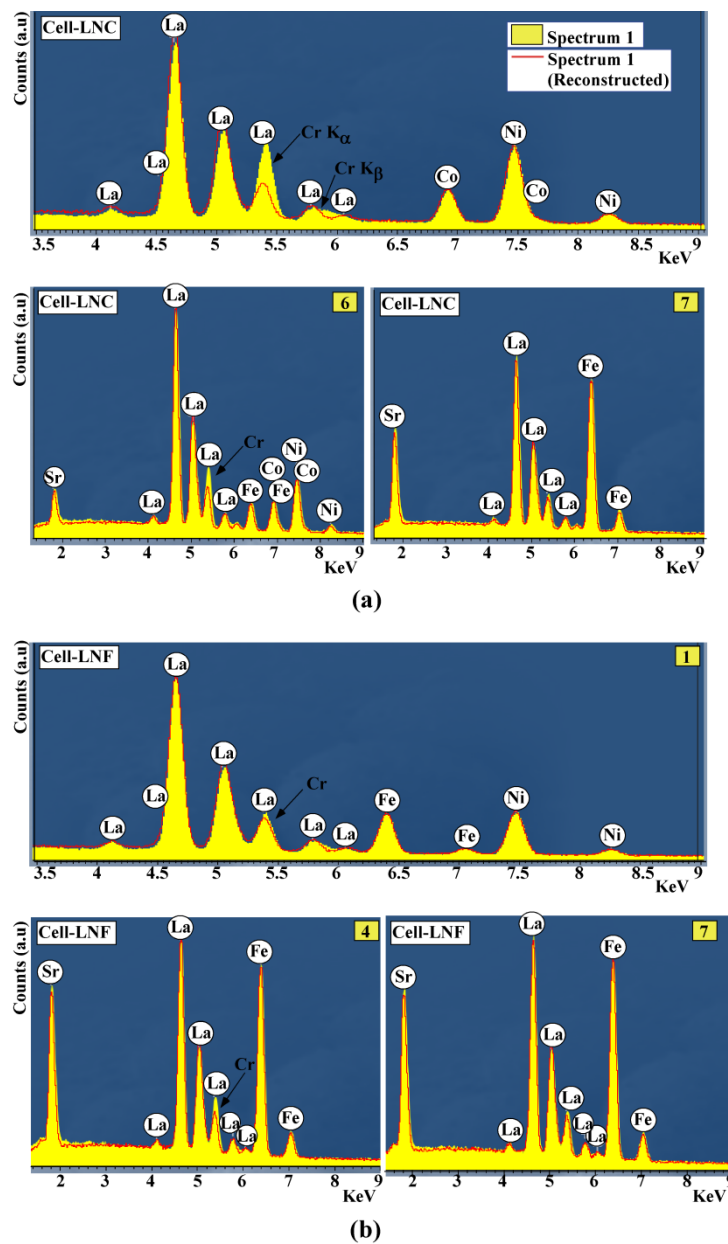 Cell-LNC
Counts (a.u)
La
La
La
La
La
La
La
Cr Kα
Cr Kβ
Co
Ni
Co
Ni
Spectrum 1
Spectrum 1
(Reconstructed)
3.5 4 4.5 5 5.5 6 6.5 7 7.5 8 8.5 9
KeV
Cell-LNC
6
Counts (a.u)
Sr
La
La
La
La
Cr
La
Fe
Co
Fe
Ni
Co
Ni
2 3 4 5 6 7 8 9
KeV
Cell-LNC
7
Sr
La
La
La
La
La
Fe
Fe
2 3 4 5 6 7 8 9
KeV
(a)
Cell-LNF
1
Counts (a.u)
La
La
La
La
La
Cr
La
La
Fe
Fe
Ni
Ni
3.5 4 4.5 5 5.5 6 6.5 7 7.5 8 8.5 9
KeV
Cell-LNF
4
Counts (a.u)
Sr
La
La
La
La
Cr
La
La
Fe
Fe
2 3 4 5 6 7 8 9
KeV
Cell-LNF
7
Sr
La
La
La
La
La
La
Fe
Fe
2 3 4 5 6 7 8 9
KeV
(b)